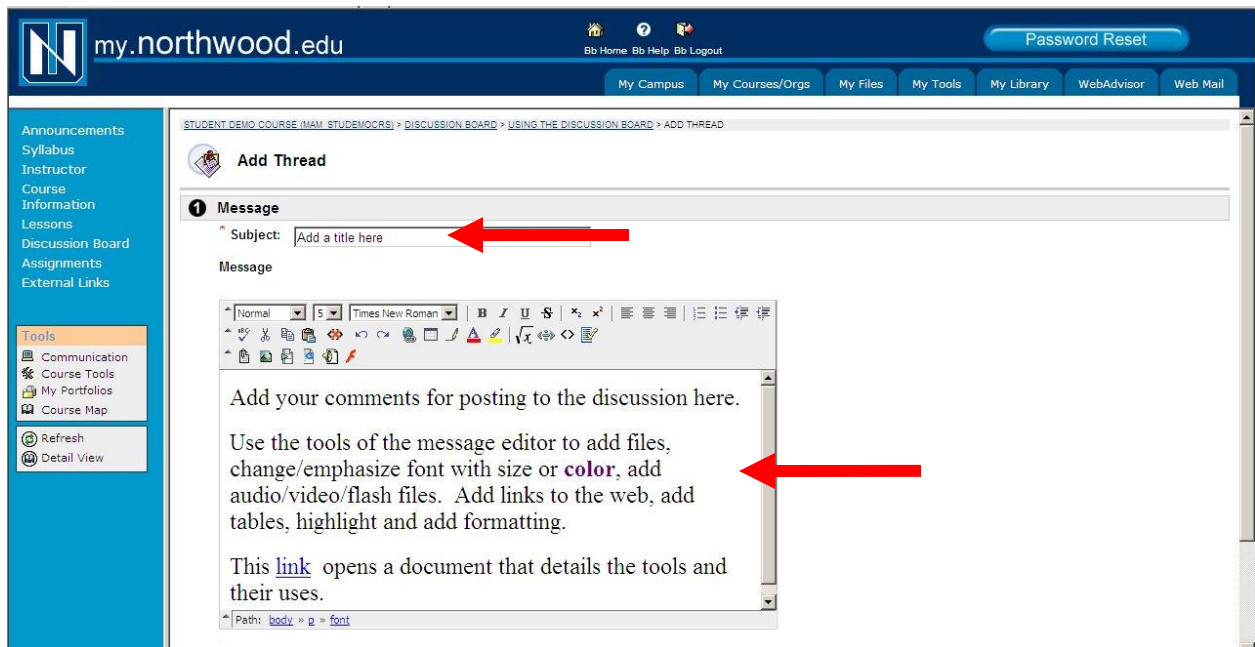 my.northwood.edu
Bb Home Bb Help Bb Logout
Password Reset
My Campus My Courses/Orgs My Files My Tools My Library WebAdvisor Web Mail
Announcements
Syllabus
Instructor
Course
Information
Lessons
Discussion Board
Assignments
External Links
Tools
Communication
Course Tools
My Portfolios
Course Map
Refresh
Detail View
STUDENT DEMO COURSE (MAM_STUDEMOCRS) > DISCUSSION BOARD > USING THE DISCUSSION BOARD > ADD THREAD
Add Thread
1 Message
* Subject: Add a title here
Message
Normal 5 Times New Roman B I U S x₂ x²
Add your comments for posting to the discussion here.
Use the tools of the message editor to add files,
change/emphasize font with size or color, add
audio/video/flash files. Add links to the web, add
tables, highlight and add formatting.
This link opens a document that details the tools and
their uses.
Path: body » p » font